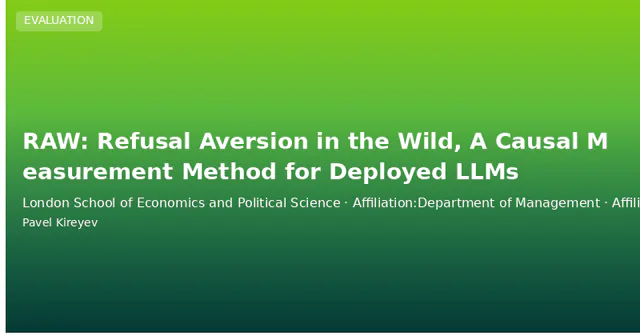 EVALUATION
RAW: Refusal Aversion in the Wild, A Causal M
easurement Method for Deployed LLMs
London School of Economics and Political Science · Affiliation:Department of Management · Affili
Pavel Kireyev